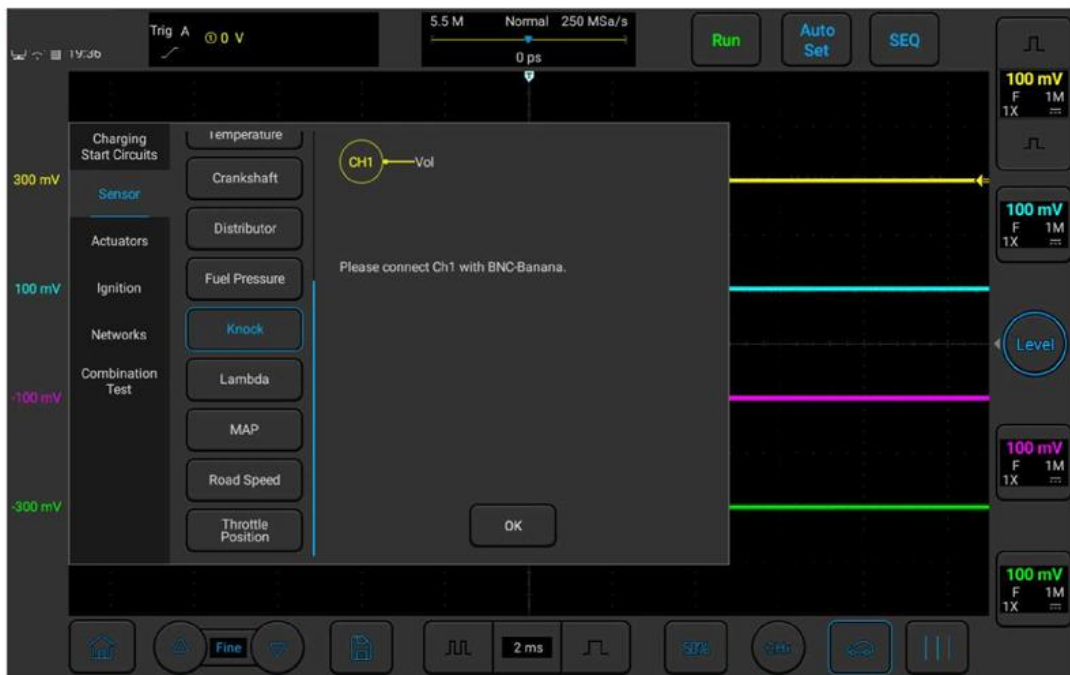 19:36
Trig A ① 0 V
5.5 M Normal 250 MSa/s
0 ps
Run
Auto
Set
SEQ
T
100 mV
F 1M
1X
100 mV
F 1M
1X
Level
100 mV
F 1M
1X
100 mV
F 1M
1X
300 mV
100 mV
-100 mV
-300 mV
Charging
Start Circuits
Sensor
Actuators
Ignition
Networks
Combination
Test
Temperature
Crankshaft
Distributor
Fuel Pressure
Knock
Lambda
MAP
Road Speed
Throttle
Position
CH1 Vol
Please connect Ch1 with BNC-Banana.
OK
Fine
2 ms
50%
CHs